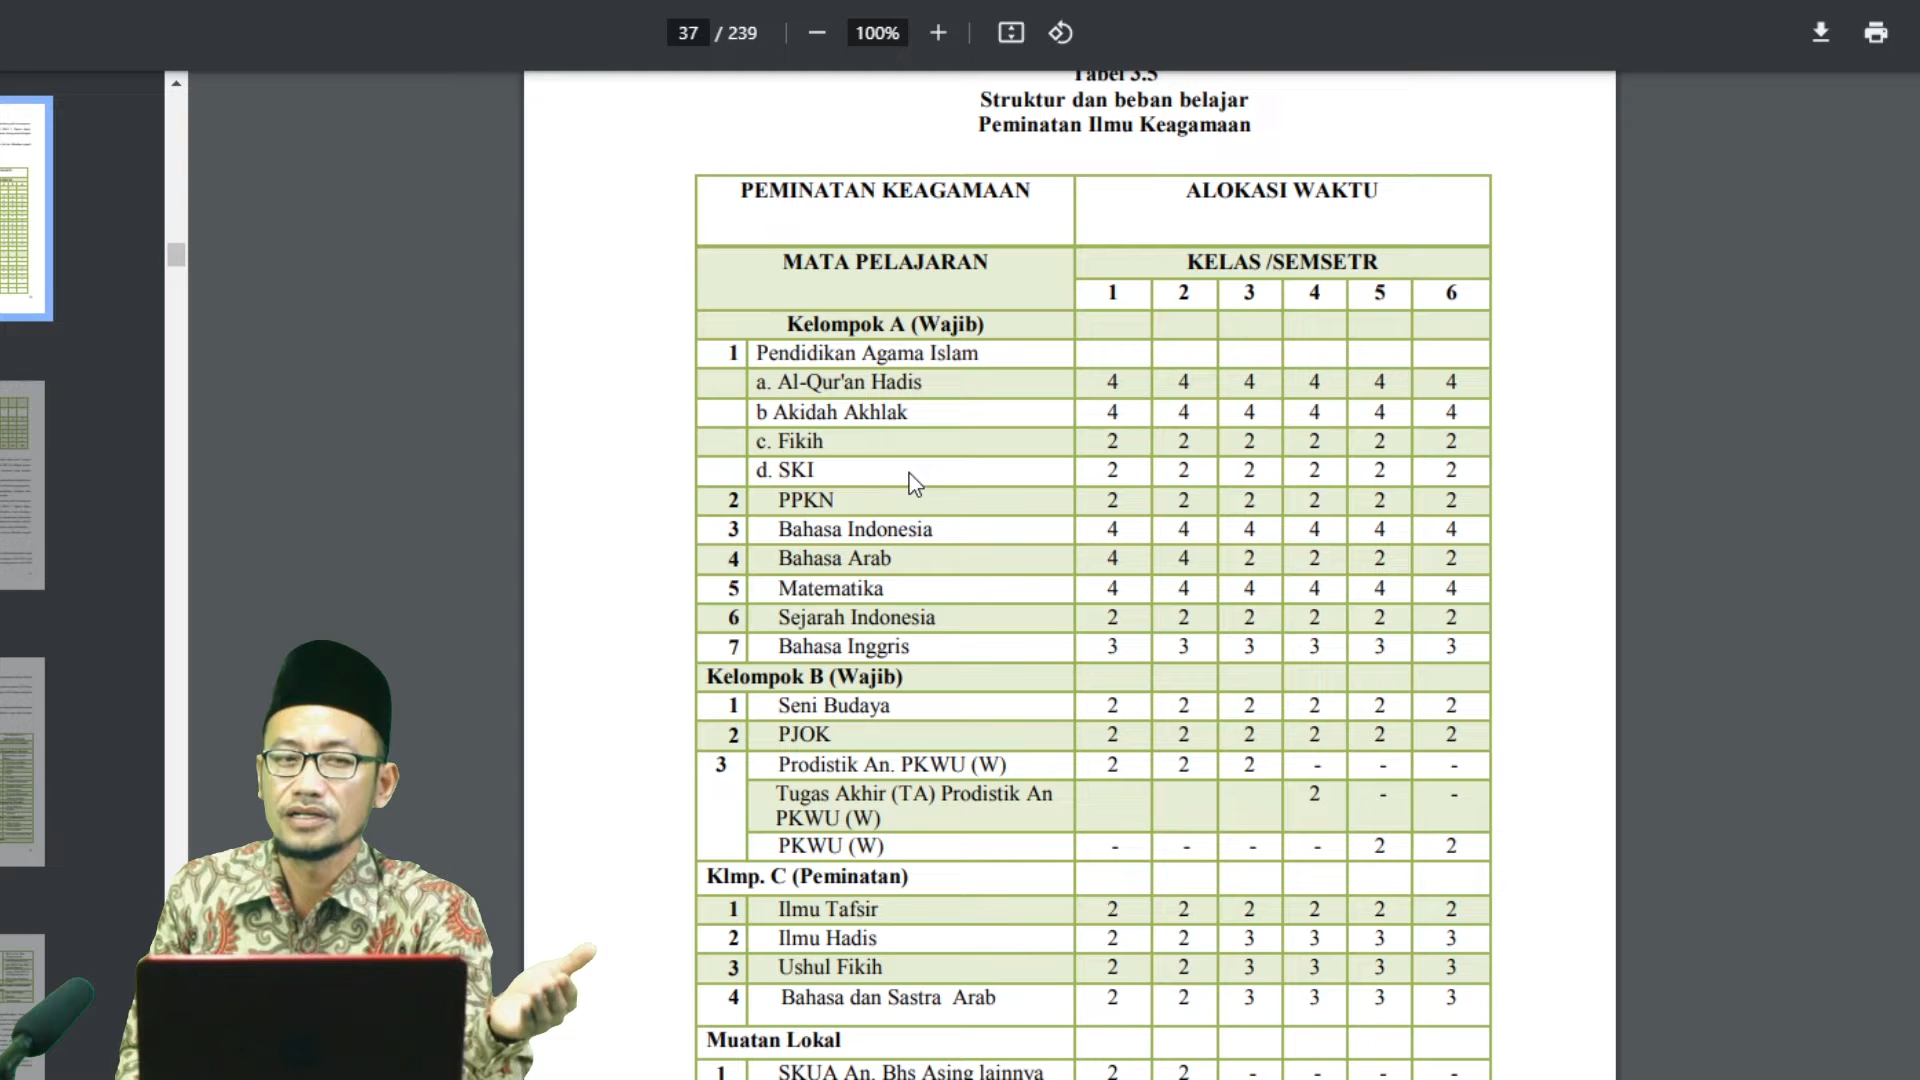 37 / 239 100%
Tabel 3.5
Struktur dan beban belajar
Peminatan Ilmu Keagamaan
PEMINATAN KEAGAMAAN ALOKASI WAKTU
MATA PELAJARAN KELAS /SEMSETR
1 2 3 4 5 6
Kelompok A (Wajib)
1 Pendidikan Agama Islam
a. Al-Qur'an Hadis 4 4 4 4 4 4
b Akidah Akhlak 4 4 4 4 4 4
c. Fikih 2 2 2 2 2 2
d. SKI 2 2 2 2 2 2
2 PPKN 2 2 2 2 2 2
3 Bahasa Indonesia 4 4 4 4 4 4
4 Bahasa Arab 4 4 2 2 2 2
5 Matematika 4 4 4 4 4 4
6 Sejarah Indonesia 2 2 2 2 2 2
7 Bahasa Inggris 3 3 3 3 3 3
Kelompok B (Wajib)
1 Seni Budaya 2 2 2 2 2 2
2 PJOK 2 2 2 2 2 2
3 Prodistik An. PKWU (W) 2 2 2 - - -
Tugas Akhir (TA) Prodistik An 2 - -
PKWU (W)
PKWU (W) - - - - 2 2
Klmp. C (Peminatan)
1 Ilmu Tafsir 2 2 2 2 2 2
2 Ilmu Hadis 2 2 3 3 3 3
3 Ushul Fikih 2 2 3 3 3 3
4 Bahasa dan Sastra Arab 2 2 3 3 3 3
Muatan Lokal
1 SKUA An. Bhs Asing lainnya 2 2 - - - -